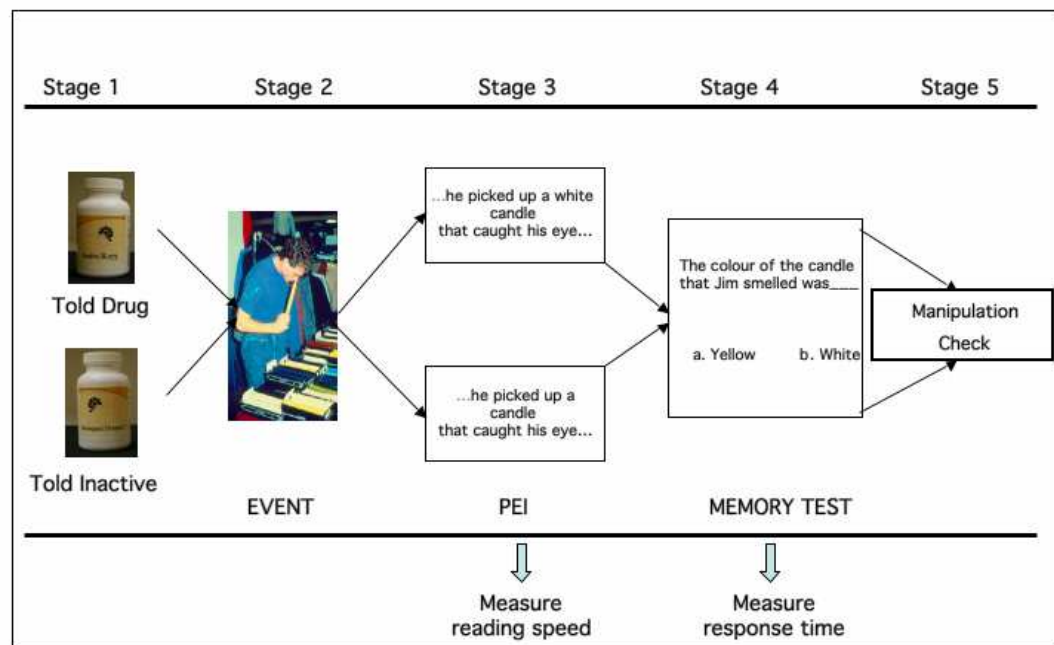 Stage 1
Stage 2
Stage 3
Stage 4
Stage 5
Told Drug
Told Inactive
...he picked up a white
candle
that caught his eye...
...he picked up a
candle
that caught his eye...
The colour of the candle
that Jim smelled was___
a. Yellow
b. White
Manipulation
Check
EVENT
PEI
MEMORY TEST
Measure
reading speed
Measure
response time